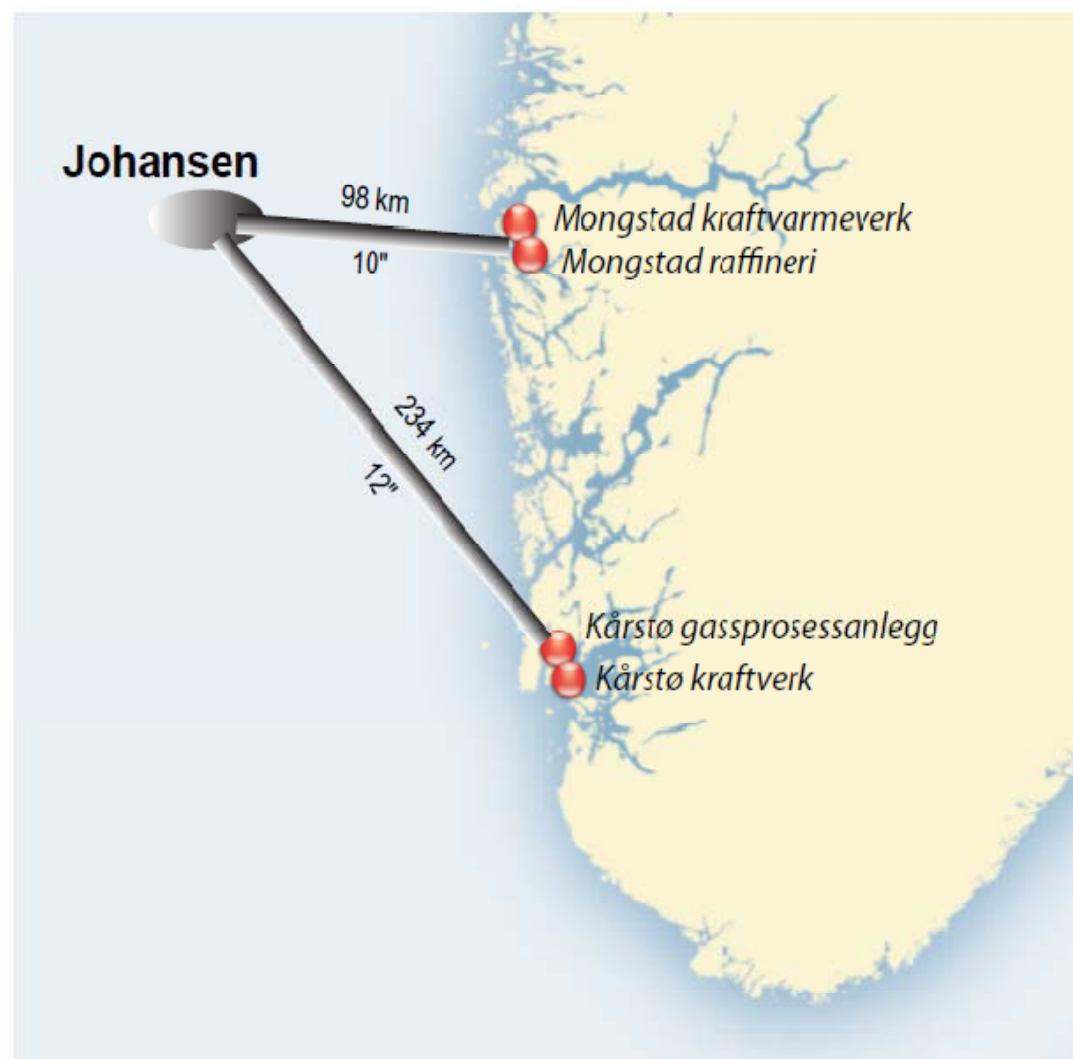 Johansen
98 km
10"
Mongstad kraftvarmeverk
Mongstad raffineri
234 km
12"
Kårstø gassprosessanlegg
Kårstø kraftverk